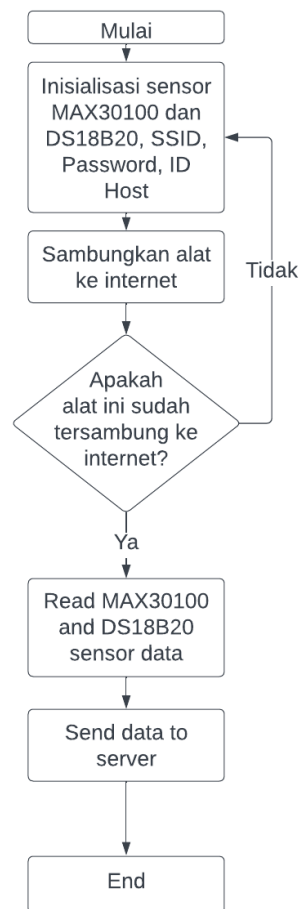 Mulai
Inisialisasi sensor
MAX30100 dan
DS18B20, SSID,
Password, ID
Host
Sambungkan alat
ke internet
Tidak
Apakah
alat ini sudah
tersambung ke
internet?
Ya
Read MAX30100
and DS18B20
sensor data
Send data to
server
End